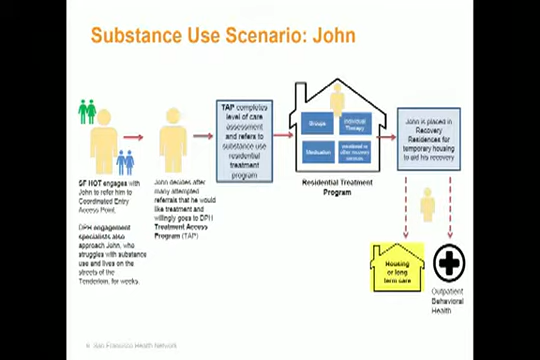 Substance Use Scenario: John
SF HOT engages with
John to refer him to
Coordinated Entry
Access Point.
DPH engagement
specialists also
approach John, who
struggles with substance
use and lives on the
streets of the
Tenderloin, for weeks.
John decides after
many attempted
referrals that he would
like treatment and
willingly goes to DPH
Treatment Access
Program (TAP)
TAP completes
level of care
assessment and refers to
substance use
residential
treatment
program
Groups
Individual
Therapy
Medication
or other recovery
services
Residential Treatment
Program
John is placed in
Recovery
Residences for
temporary housing to
aid his recovery
Housing
or long
term care
Outpatient
Behavioral
Health
San Francisco Health Network